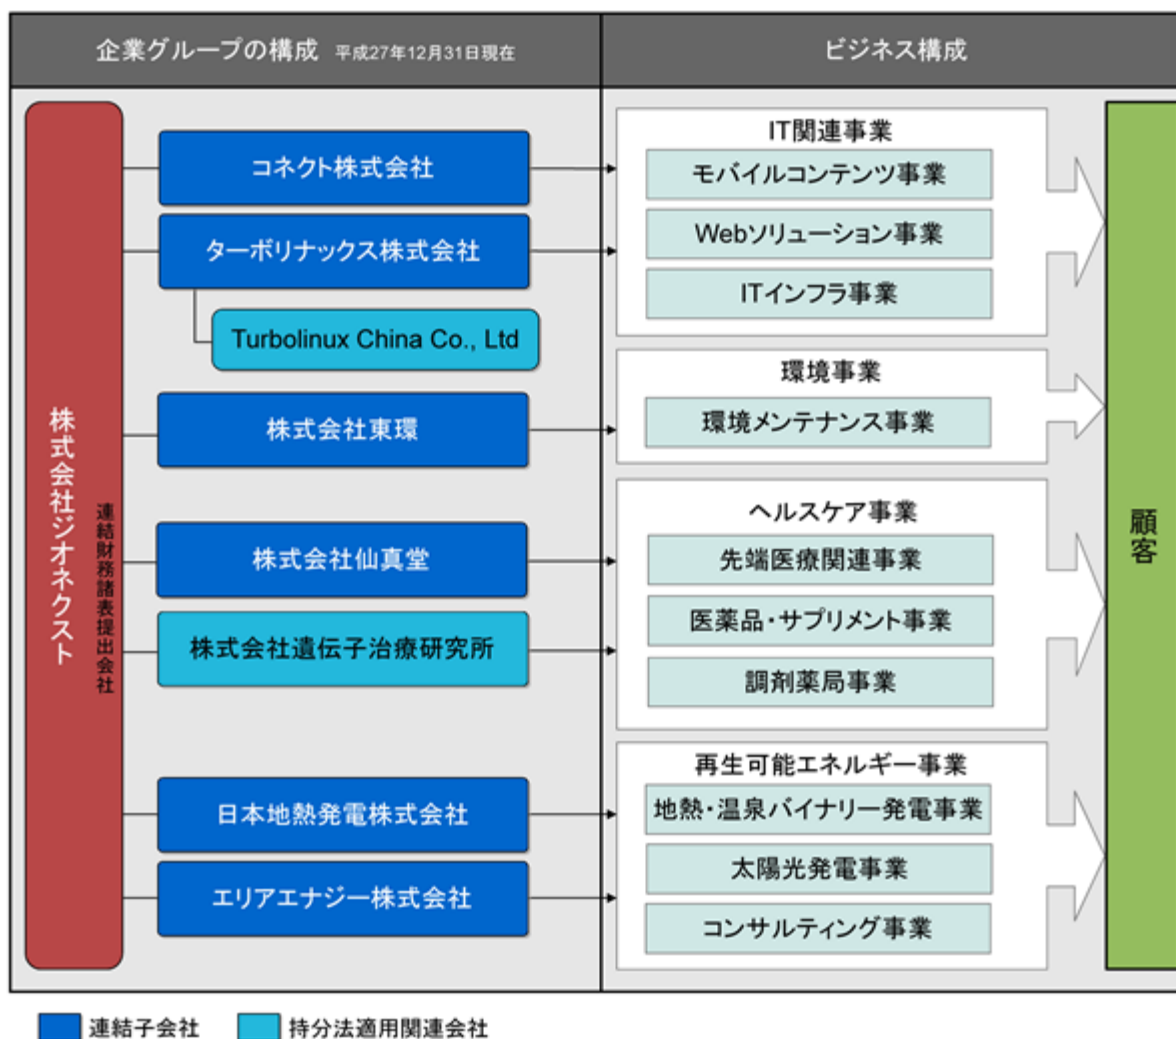 企業グループの構成 平成27年12月31日現在
ビジネス構成
株式会社ジオネクスト
連結財務諸表提出会社
コネクト株式会社
ターボリナックス株式会社
Turbolinux China Co., Ltd
株式会社東環
株式会社仙真堂
株式会社遺伝子治療研究所
日本地熱発電株式会社
エリアエナジー株式会社
IT関連事業
モバイルコンテンツ事業
Webソリューション事業
ITインフラ事業
環境事業
環境メンテナンス事業
ヘルスケア事業
先端医療関連事業
医薬品・サプリメント事業
調剤薬局事業
再生可能エネルギー事業
地熱・温泉バイナリー発電事業
太陽光発電事業
コンサルティング事業
顧客
連結子会社
持分法適用関連会社